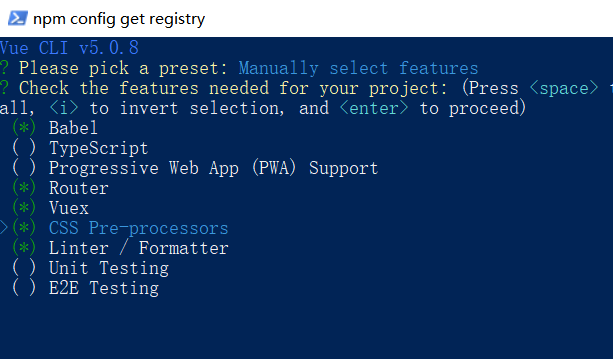 npm config get registry
Vue CLI v5.0.8
? Please pick a preset: Manually select features
? Check the features needed for your project: (Press <space> t
all, <i> to invert selection, and <enter> to proceed)
(*) Babel
( ) TypeScript
( ) Progressive Web App (PWA) Support
(*) Router
(*) Vuex
>(*) CSS Pre-processors
(*) Linter / Formatter
( ) Unit Testing
( ) E2E Testing